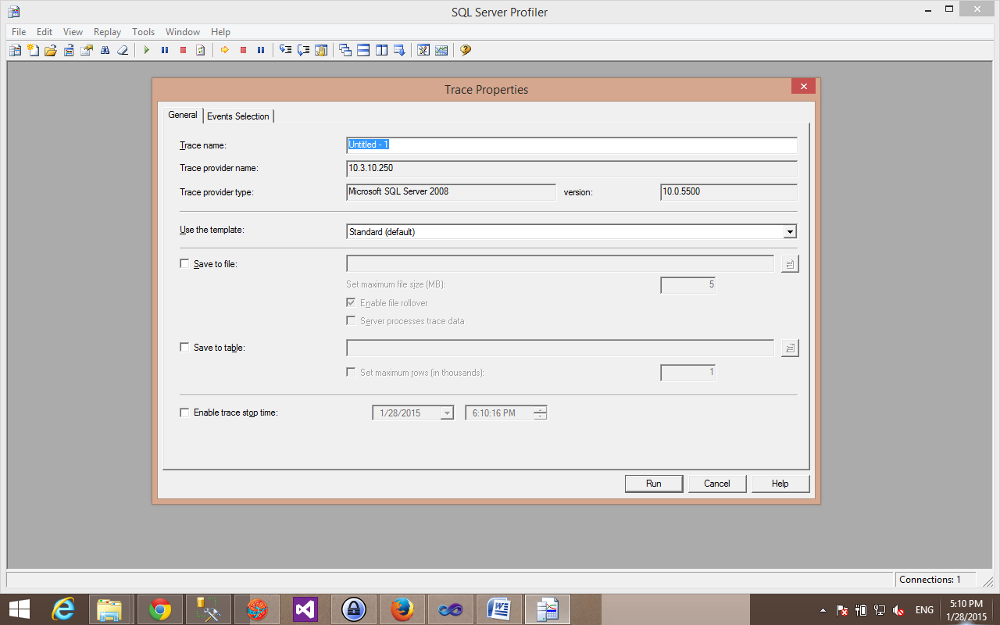 SQL Server Profiler
File Edit View Replay Tools Window Help
Trace Properties
General Events Selection
Trace name: Untitled - 1
Trace provider name: 10.3.10.250
Trace provider type: Microsoft SQL Server 2008 version: 10.0.5500
Use the template: Standard (default)
Save to file:
Set maximum file size (MB): 5
Enable file rollover
Server processes trace data
Save to table:
Set maximum rows (in thousands): 1
Enable trace stop time: 1/28/2015 6:10:16 PM
Run Cancel Help
Connections: 1
ENG 5:10 PM
1/28/2015